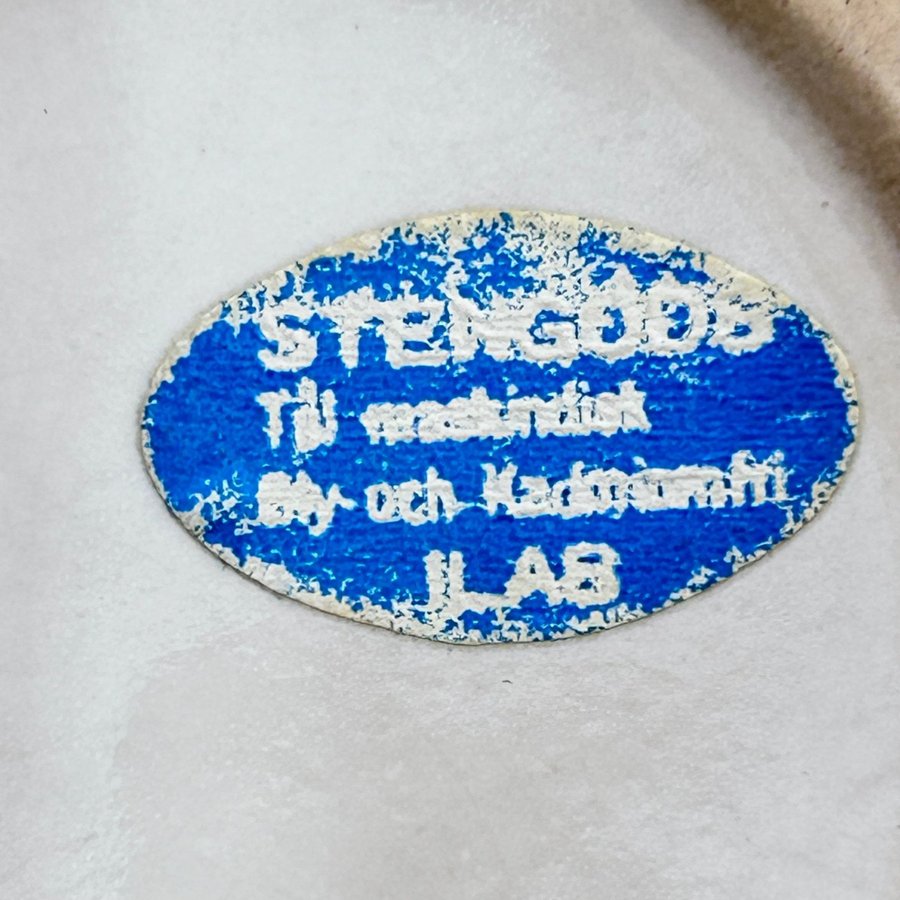 STENGODS
Tål maskindisk
Bly- och Kadmiumfri
JLAB